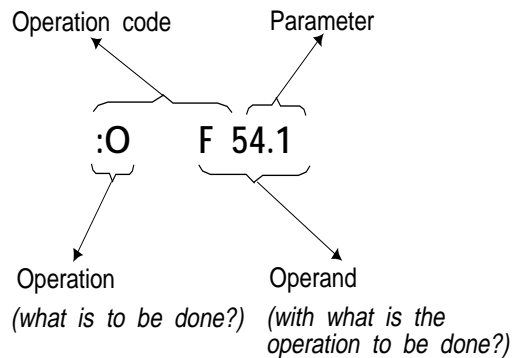 Operation code Parameter
:O F 54.1
Operation Operand
(what is to be done?) (with what is the
operation to be done?)